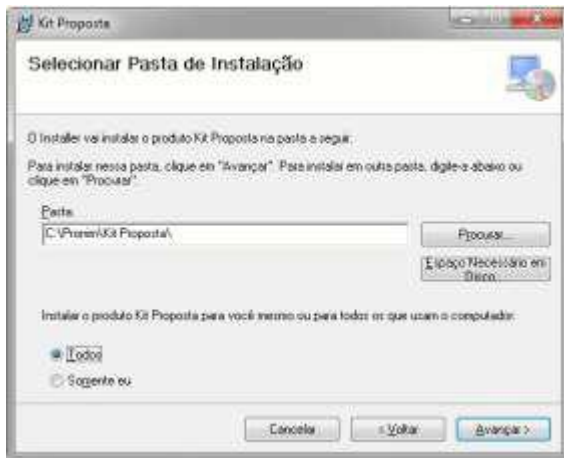 Kit Proposta
Selecionar Pasta de Instalação
O Installer vai instalar o produto Kit Proposta na pasta a seguir.
Para instalar nessa pasta, clique em "Avançar". Para instalar em outra pasta, digite-a abaixo ou
clique em "Procurar".
Pasta:
C:\Pronim\Kit Proposta\
Procurar...
Espaço Necessário em
Disco...
Instalar o produto Kit Proposta para você mesmo ou para todos os que usam o computador:
Todos
Somente eu
Cancelar
< Voltar
Avançar >